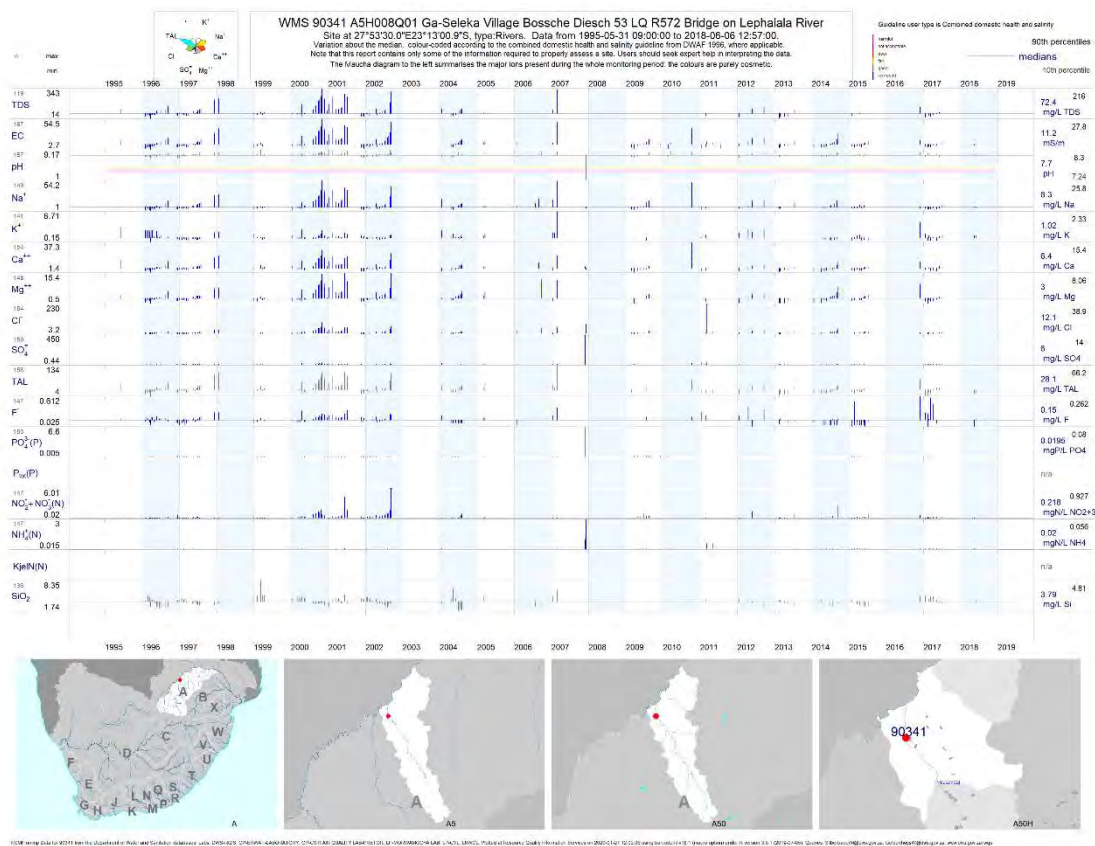 WMS 90341 A5H008Q01 Ga-Seleka Village Bossche Diesch 53 LQ R572 Bridge on Lephalala River
Site at 27°53'30.0"E23°13'00.9"S, type:Rivers. Data from 1995-05-31 09:00:00 to 2018-06-06 12:57:00.
Variation about the median, colour-coded according to the combined domestic health and salinity guideline from DWAF 1996, where applicable.
Note that this report contains only some of the information required to properly assess a site. Users should seek expert help in interpreting the data.
The Maucha diagram to the left summarises the major ions present during the whole monitoring period: the colours are purely cosmetic.
K⁺
TAL Na⁺
Cl⁻ Ca⁺⁺
SO₄⁼ Mg⁺⁺
Guideline user type is Combined domestic health and salinity
90th percentiles
medians
10th percentile
n max
min
1995 1996 1997 1998 1999 2000 2001 2002 2003 2004 2005 2006 2007 2008 2009 2010 2011 2012 2013 2014 2015 2016 2017 2018 2019
119 343
TDS
14
216
72.4
mg/L TDS
54.5
EC
2.7
27.8
11.2
mS/m
9.17
pH
1
8.3
7.7
pH
7.24
54.2
Na⁺
1
25.8
8.3
mg/L Na
6.71
K⁺
0.15
2.33
1.02
mg/L K
37.3
Ca⁺⁺
1.4
15.4
6.4
mg/L Ca
15.4
Mg⁺⁺
0.5
8.06
3
mg/L Mg
230
Cl⁻
3.2
38.9
12.1
mg/L Cl
450
SO₄⁼
0.44
14
6
mg/L SO4
134
TAL
4
66.2
28.1
mg/L TAL
0.612
F⁻
0.025
0.262
0.15
mg/L F
6.6
PO₄³⁻(P)
0.005
0.08
0.0195
mgP/L PO4
Ptot(P)
n/a
6.01
NO₂⁻+NO₃⁻(N)
0.02
0.927
0.218
mgN/L NO2+3
3
NH₄⁺(N)
0.015
0.056
0.02
mgN/L NH4
KjelN(N)
n/a
8.35
SiO₂
1.74
4.81
3.79
mg/L Si
1995 1996 1997 1998 1999 2000 2001 2002 2003 2004 2005 2006 2007 2008 2009 2010 2011 2012 2013 2014 2015 2016 2017 2018 2019
A B X
C W
D V
F U
E T
L N Q S
G H J K M P R
A
A
A5
A
A50
90341
A50H